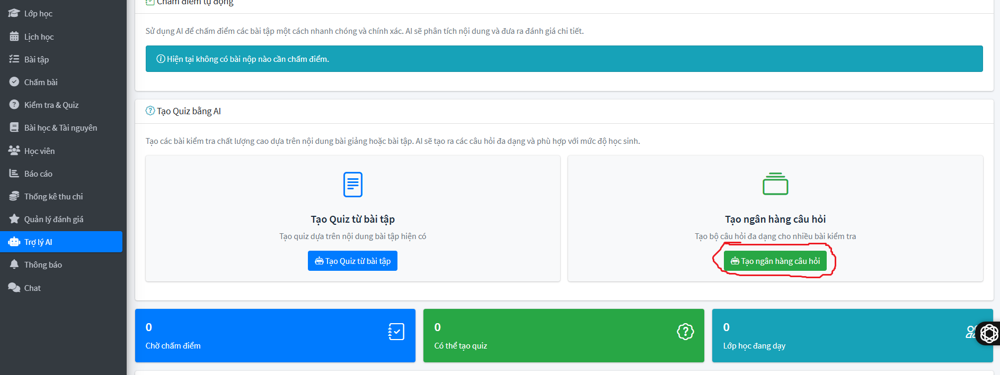 Lớp học
Lịch học
Bài tập
Chấm bài
Kiểm tra & Quiz
Bài học & Tài nguyên
Học viên
Báo cáo
Thống kê thu chi
Quản lý đánh giá
Trợ lý AI
Thông báo
Chat
Chấm điểm tự động
Sử dụng AI để chấm điểm các bài tập một cách nhanh chóng và chính xác. AI sẽ phân tích nội dung và đưa ra đánh giá chi tiết.
Hiện tại không có bài nộp nào cần chấm điểm.
Tạo Quiz bằng AI
Tạo các bài kiểm tra chất lượng cao dựa trên nội dung bài giảng hoặc bài tập. AI sẽ tạo ra các câu hỏi đa dạng và phù hợp với mức độ học sinh.
Tạo Quiz từ bài tập
Tạo quiz dựa trên nội dung bài tập hiện có
Tạo Quiz từ bài tập
Tạo ngân hàng câu hỏi
Tạo bộ câu hỏi đa dạng cho nhiều bài kiểm tra
Tạo ngân hàng câu hỏi
0
Chờ chấm điểm
0
Có thể tạo quiz
0
Lớp học đang dạy